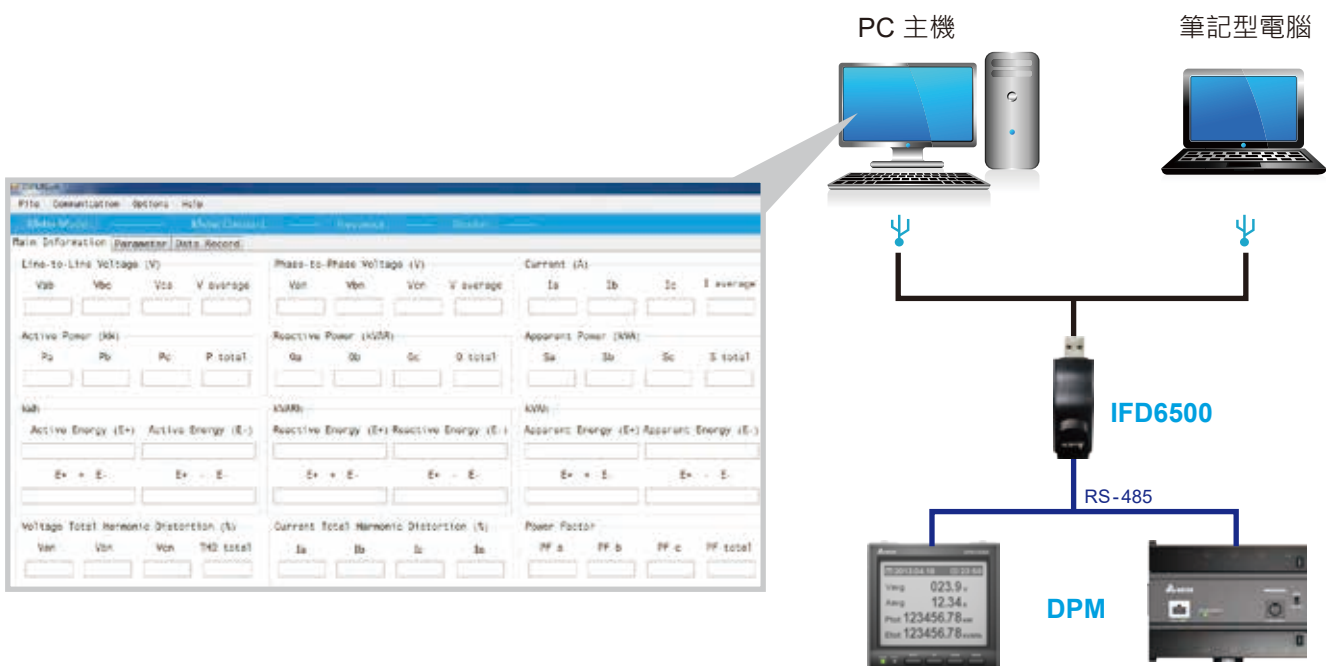 PC 主機
筆記型電腦
File Communication Options Help
Main Information Parameter Data Record
Line-to-Line Voltage (V)
Vab Vbc Vca V average
Phase-to-Phase Voltage (V)
Van Vbn Vcn V average
Current (A)
Ia Ib Ic I average
Active Power (kW)
Pa Pb Pc P total
Reactive Power (kVAR)
Qa Qb Qc Q total
Apparent Power (kVA)
Sa Sb Sc S total
kWh
Active Energy (E+) Active Energy (E-)
E+ + E- E+ - E-
kVARh
Reactive Energy (E+) Reactive Energy (E-)
E+ + E- E+ - E-
kVAh
Apparent Energy (E+) Apparent Energy (E-)
E+ + E- E+ - E-
Voltage Total Harmonic Distortion (%)
Van Vbn Vcn THD total
Current Total Harmonic Distortion (%)
Ia Ib Ic In
Power Factor
PF a PF b PF c PF total
IFD6500
RS-485
DPM
Vavg 023.9 v
Aavg 12.34 A
Ptot 123456.78
Etot 123456.78